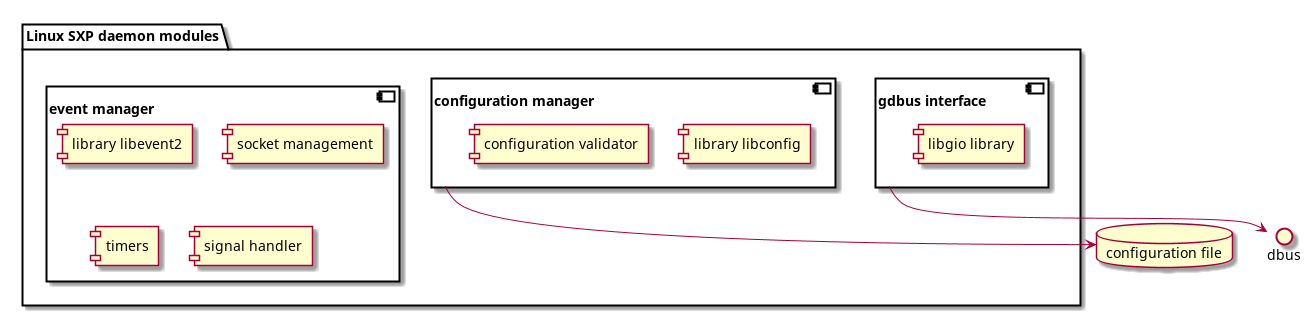 Linux SXP daemon modules
event manager
library libevent2
socket management
timers
signal handler
configuration manager
configuration validator
library libconfig
gdbus interface
libgio library
configuration file
dbus